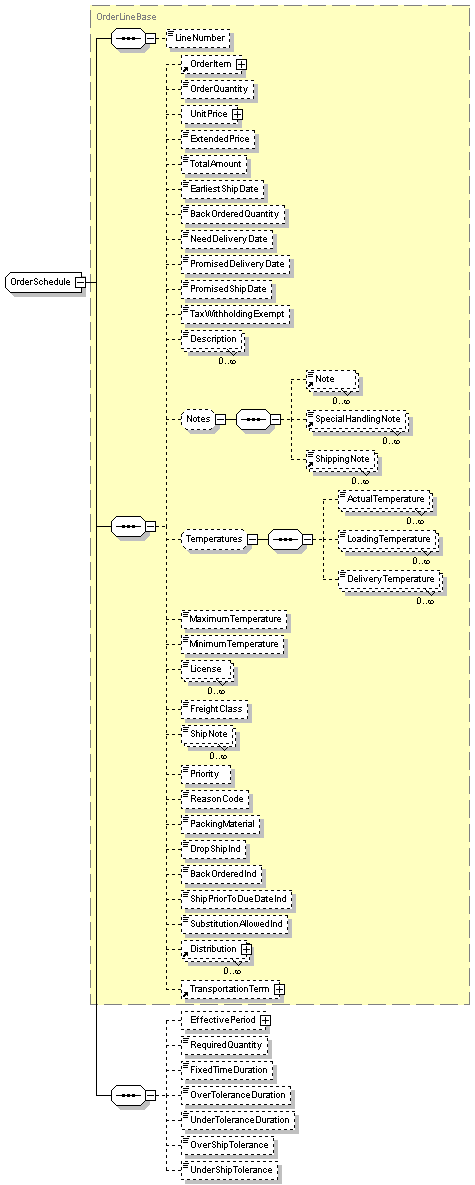 OrderLineBase
LineNumber
OrderItem
OrderQuantity
UnitPrice
ExtendedPrice
TotalAmount
EarliestShipDate
BackOrderedQuantity
NeedDeliveryDate
PromisedDeliveryDate
OrderSchedule
PromisedShipDate
TaxWithholdingExempt
Description
0..∞
Note
0..∞
Notes
SpecialHandlingNote
0..∞
ShippingNote
0..∞
ActualTemperature
0..∞
Temperatures
LoadingTemperature
0..∞
DeliveryTemperature
0..∞
MaximumTemperature
MinimumTemperature
License
0..∞
FreightClass
ShipNote
0..∞
Priority
ReasonCode
PackingMaterial
DropShipInd
BackOrderedInd
ShipPriorToDueDateInd
SubstitutionAllowedInd
Distribution
0..∞
TransportationTerm
EffectivePeriod
RequiredQuantity
FixedTimeDuration
OverToleranceDuration
UnderToleranceDuration
OverShipTolerance
UnderShipTolerance